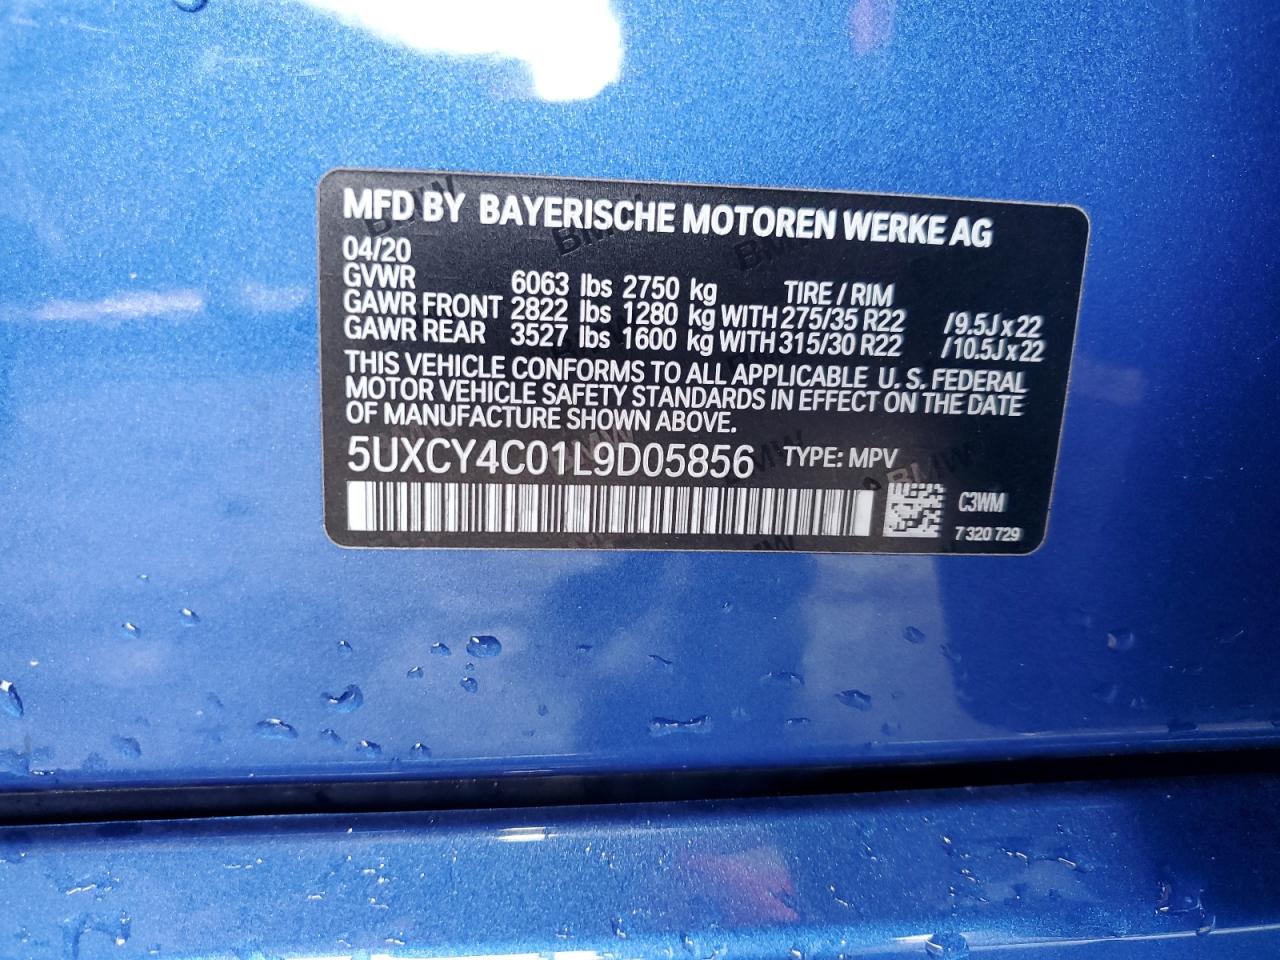 MFD BY BAYERISCHE MOTOREN WERKE AG
04/20
GVWR 6063 lbs 2750 kg TIRE / RIM
GAWR FRONT 2822 lbs 1280 kg WITH 275/35 R22 /9.5J x 22
GAWR REAR 3527 lbs 1600 kg WITH 315/30 R22 /10.5J x 22
THIS VEHICLE CONFORMS TO ALL APPLICABLE U. S. FEDERAL
MOTOR VEHICLE SAFETY STANDARDS IN EFFECT ON THE DATE
OF MANUFACTURE SHOWN ABOVE.
5UXCY4C01L9D05856 TYPE: MPV
C3WM
7 320 729